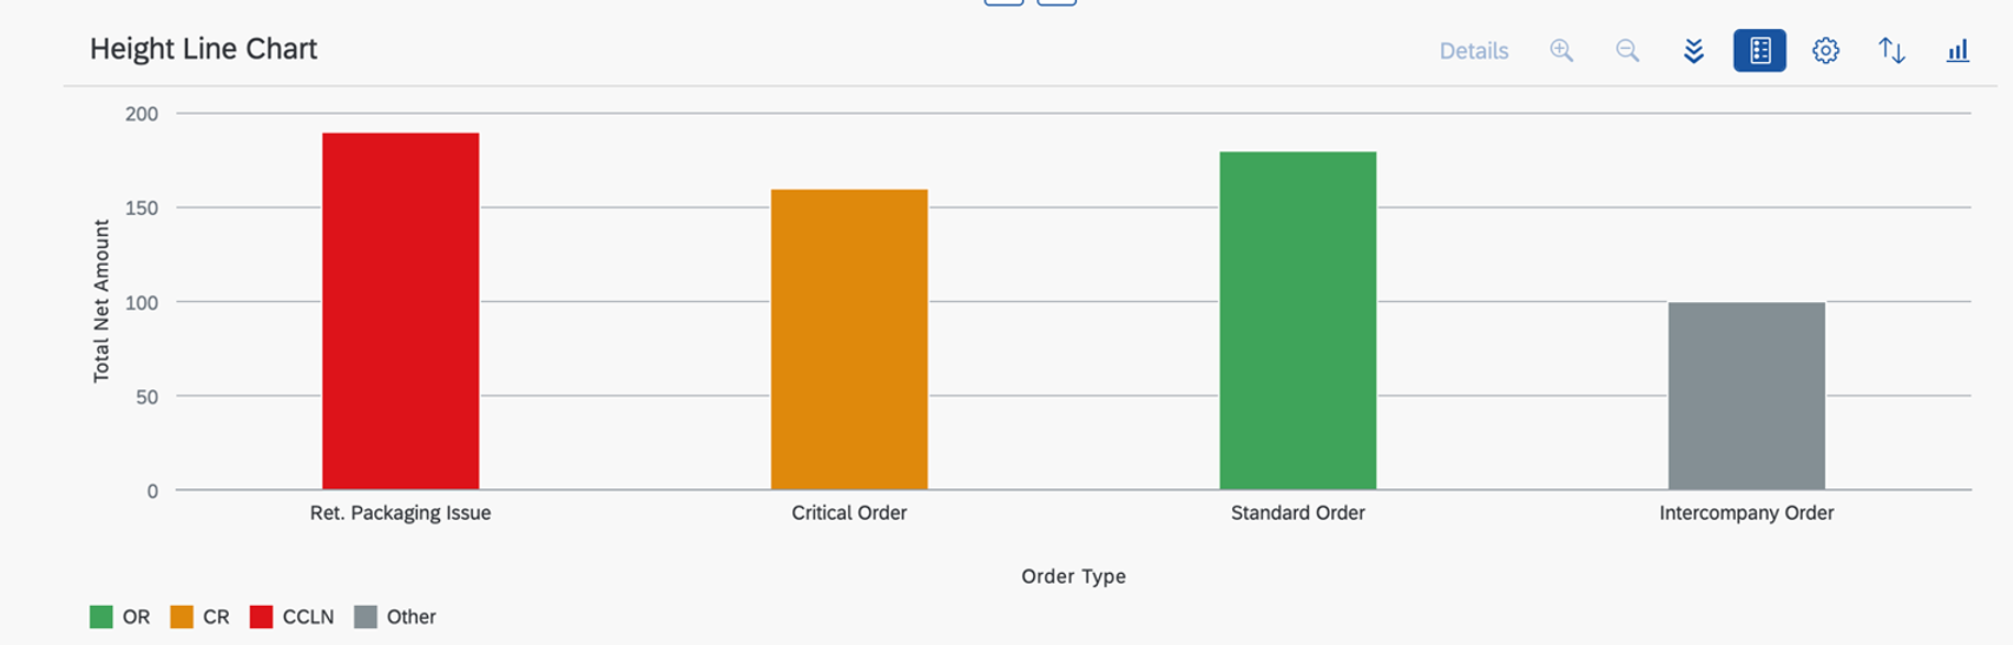 Height Line Chart
Details
200
150
100
50
0
Total Net Amount
Ret. Packaging Issue
Critical Order
Standard Order
Intercompany Order
Order Type
OR
CR
CCLN
Other